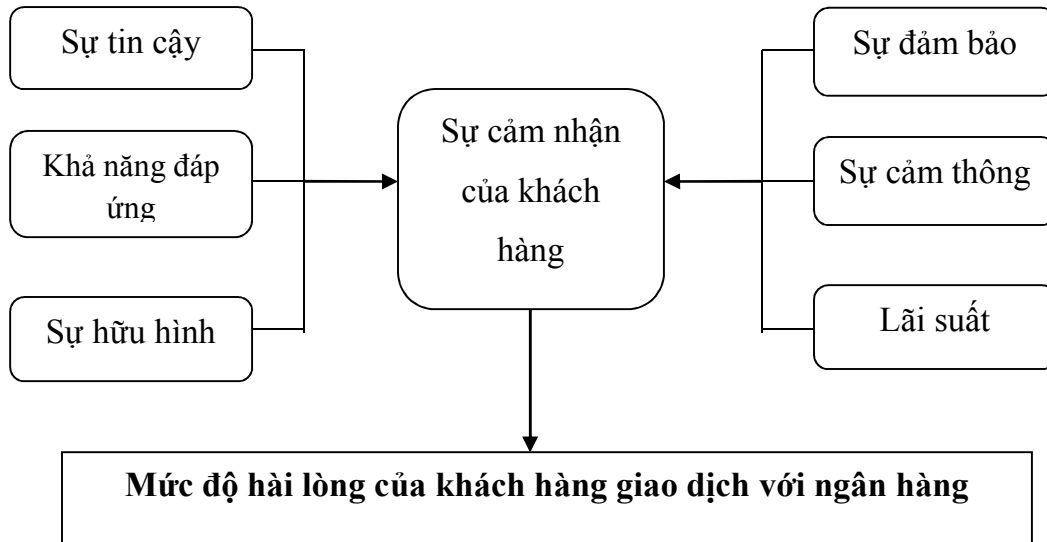 Sự tin cậy
Khả năng đáp
ứng
Sự hữu hình
Sự cảm nhận
của khách
hàng
Sự đảm bảo
Sự cảm thông
Lãi suất
Mức độ hài lòng của khách hàng giao dịch với ngân hàng